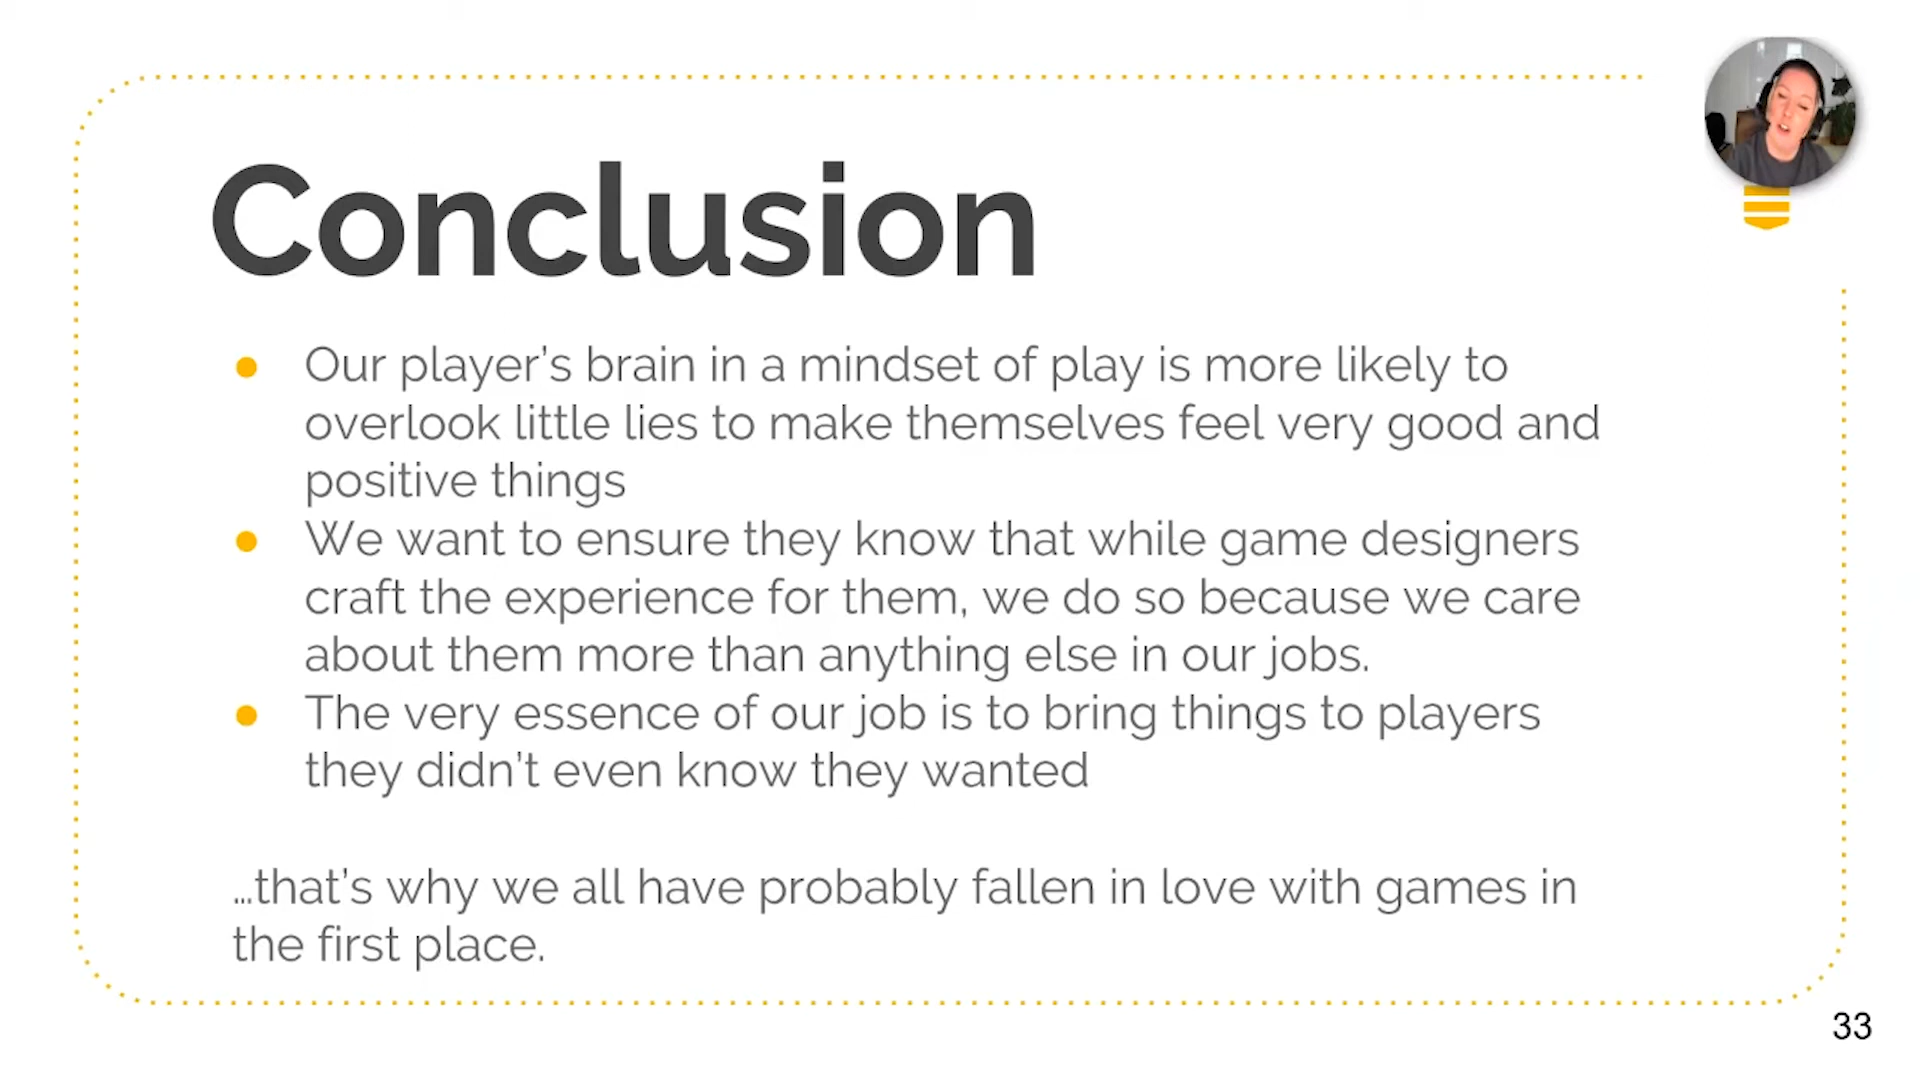 Conclusion
● Our player's brain in a mindset of play is more likely to
overlook little lies to make themselves feel very good and
positive things
● We want to ensure they know that while game designers
craft the experience for them, we do so because we care
about them more than anything else in our jobs.
● The very essence of our job is to bring things to players
they didn't even know they wanted
…that's why we all have probably fallen in love with games in
the first place.
33